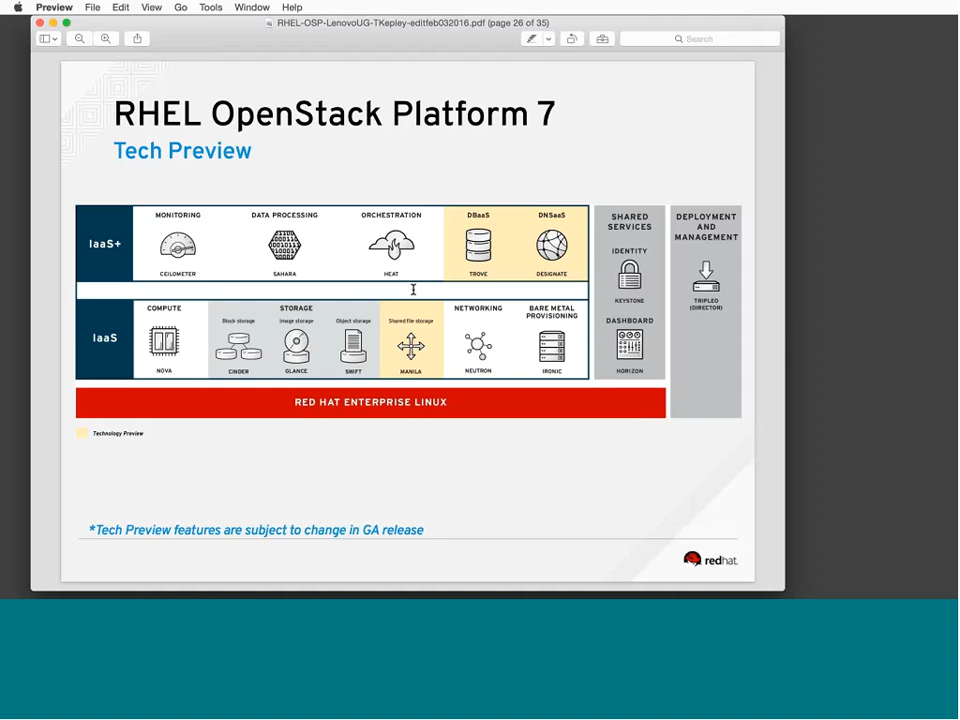 Preview File Edit View Go Tools Window Help
RHEL-OSP-LenovoUG-TKepley-editfeb032016.pdf (page 26 of 35)
Search
RHEL OpenStack Platform 7
Tech Preview
IaaS+
MONITORING
CEILOMETER
DATA PROCESSING
SAHARA
ORCHESTRATION
HEAT
DBaaS
TROVE
DNSaaS
DESIGNATE
IaaS
COMPUTE
NOVA
STORAGE
Block storage
CINDER
Image storage
GLANCE
Object storage
SWIFT
Shared file storage
MANILA
NETWORKING
NEUTRON
BARE METAL
PROVISIONING
IRONIC
SHARED
SERVICES
IDENTITY
KEYSTONE
DASHBOARD
HORIZON
DEPLOYMENT
AND
MANAGEMENT
TRIPLEO
(DIRECTOR)
RED HAT ENTERPRISE LINUX
Technology Preview
*Tech Preview features are subject to change in GA release
redhat.